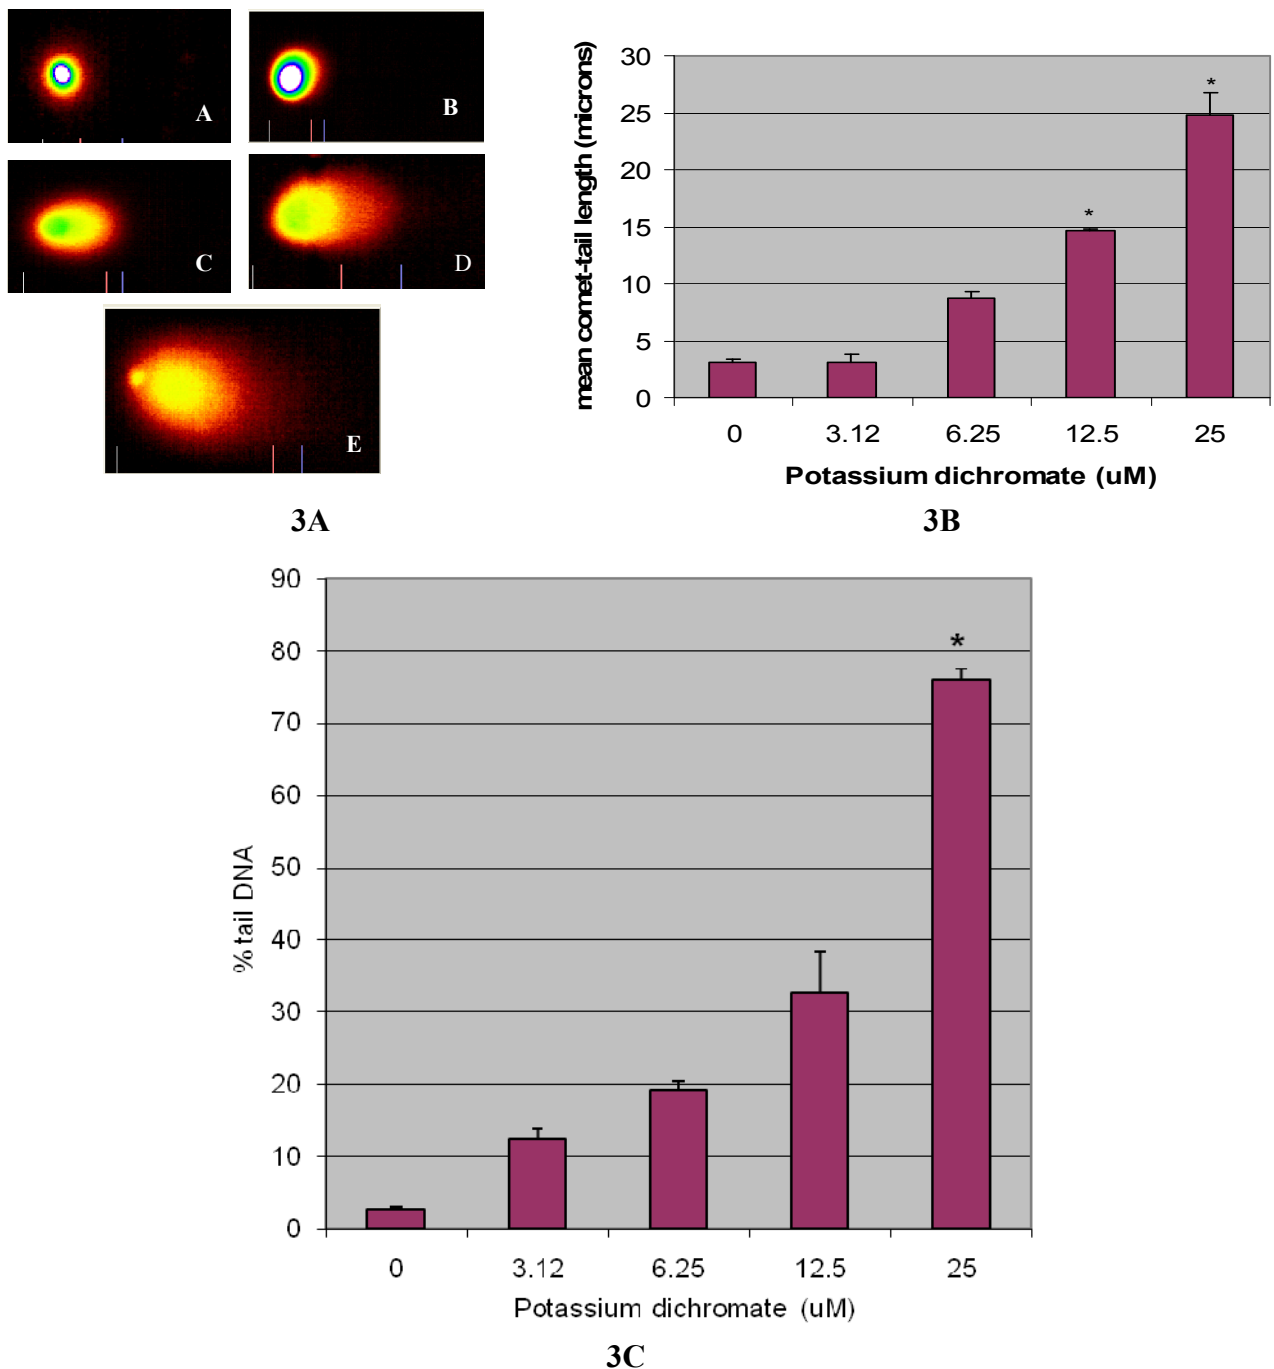 A
B
C
D
E
3A
mean comet-tail length (microns)
30
25
20
15
10
5
0
*
*
0 3.12 6.25 12.5 25
Potassium dichromate (uM)
3B
% tail DNA
90
80
70
60
50
40
30
20
10
0
*
0 3.12 6.25 12.5 25
Potassium dichromate (uM)
3C